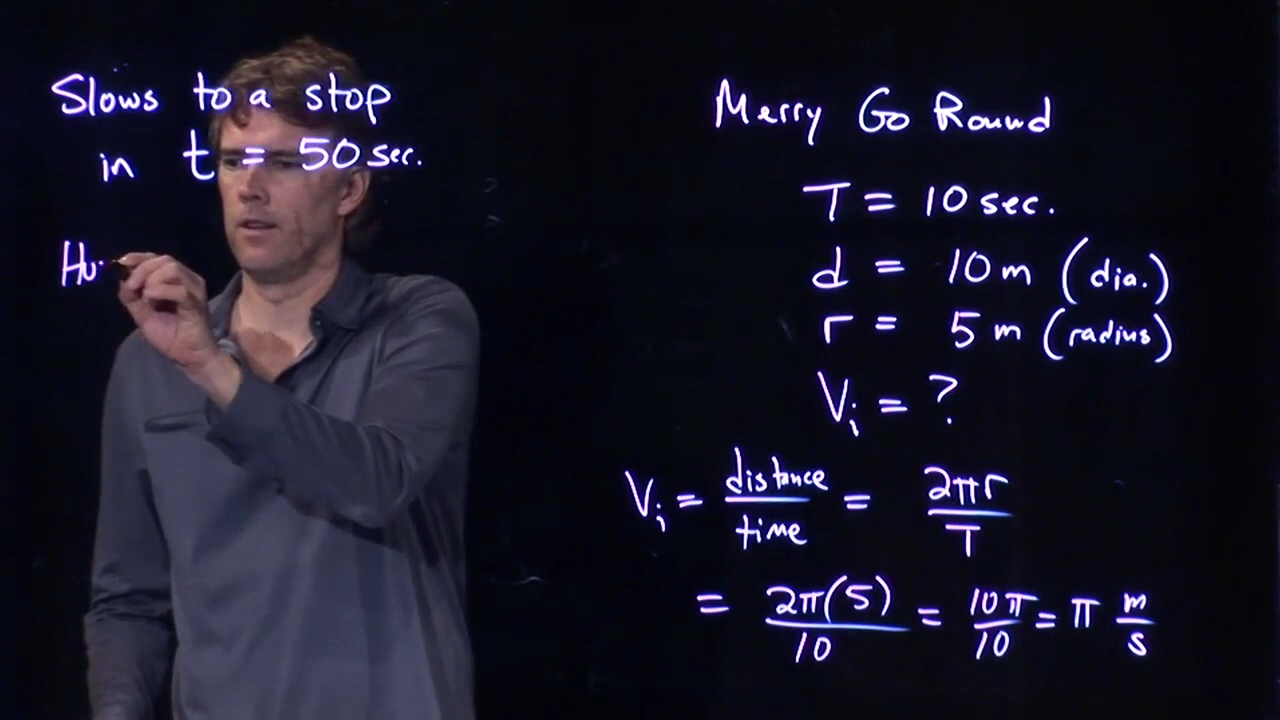 Slows to a stop
in t = 50 sec.
Merry Go Round
T = 10 sec.
d = 10 m (dia.)
r = 5 m (radius)
Vi = ?
Vi = distance/time = 2πr/T
= 2π(5)/10 = 10π/10 = π m/s